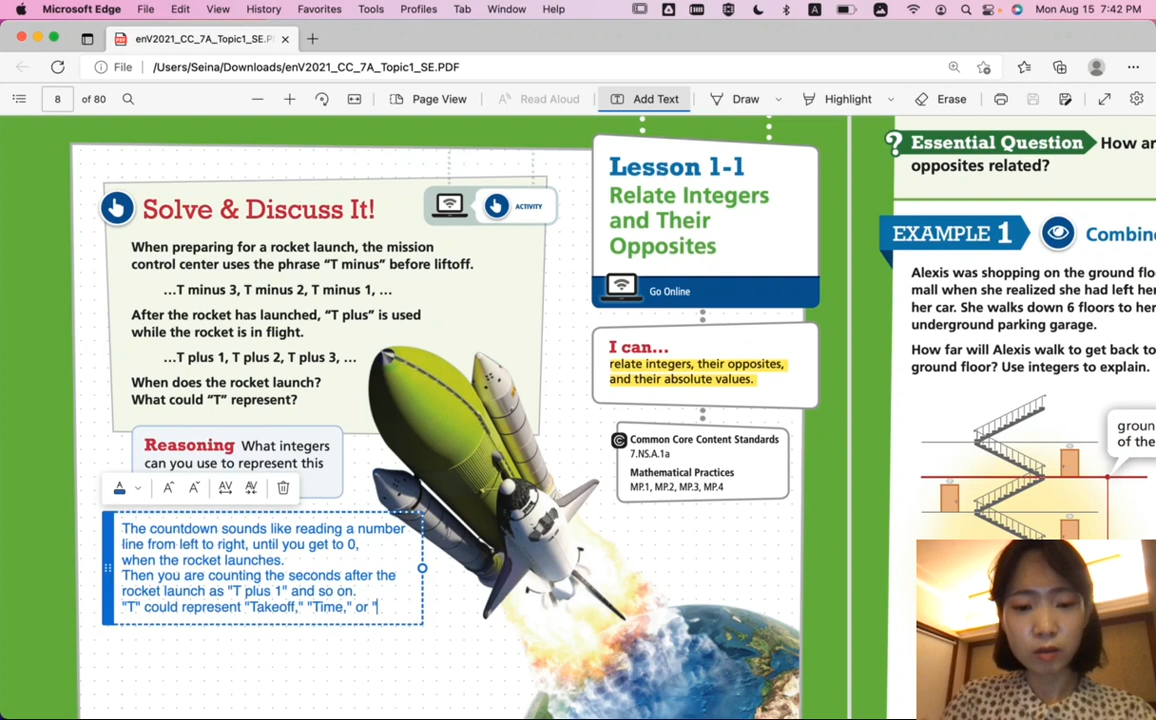 Microsoft Edge File Edit View History Favorites Tools Profiles Tab Window Help
A
Mon Aug 15 7:42 PM
enV2021_CC_7A_Topic1_SE.P
File /Users/Seina/Downloads/enV2021_CC_7A_Topic1_SE.PDF
8 of 80
Page View
Read Aloud
Add Text
Draw
Highlight
Erase
Solve & Discuss It!
ACTIVITY
When preparing for a rocket launch, the mission
control center uses the phrase “T minus” before liftoff.
...T minus 3, T minus 2, T minus 1, ...
After the rocket has launched, “T plus” is used
while the rocket is in flight.
...T plus 1, T plus 2, T plus 3, ...
When does the rocket launch?
What could “T” represent?
Reasoning What integers
can you use to represent this
The countdown sounds like reading a number
line from left to right, until you get to 0,
when the rocket launches.
Then you are counting the seconds after the
rocket launch as "T plus 1" and so on.
"T" could represent "Takeoff," "Time," or "
Lesson 1-1
Relate Integers
and Their
Opposites
Go Online
I can...
relate integers, their opposites,
and their absolute values.
Common Core Content Standards
7.NS.A.1a
Mathematical Practices
MP.1, MP.2, MP.3, MP.4
? Essential Question How ar
opposites related?
EXAMPLE 1 Combin
Alexis was shopping on the ground flo
mall when she realized she had left her
her car. She walks down 6 floors to her
underground parking garage.
How far will Alexis walk to get back to
ground floor? Use integers to explain.
groun
of the